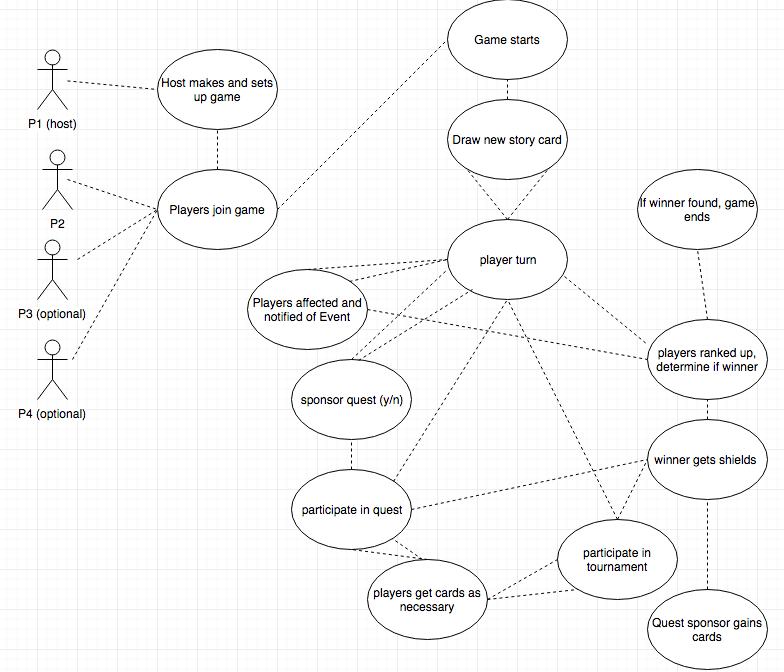 Game starts
Host makes and sets
up game
P1 (host)
Draw new story card
P2
Players join game
If winner found, game
ends
player turn
P3 (optional)
Players affected and
notified of Event
players ranked up,
determine if winner
P4 (optional)
sponsor quest (y/n)
winner gets shields
participate in quest
participate in
tournament
players get cards as
necessary
Quest sponsor gains
cards